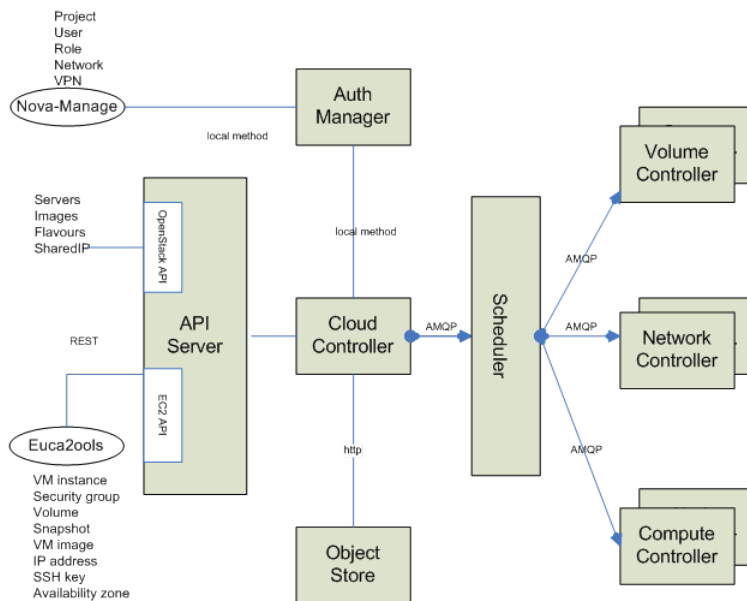 Project
User
Role
Network
VPN
Nova-Manage
local method
Auth
Manager
local method
Servers
Images
Flavours
SharedIP
OpenStack API
REST
API
Server
EC2 API
Euca2ools
VM instance
Security group
Volume
Snapshot
VM image
IP address
SSH key
Availability zone
Cloud
Controller
AMQP
http
Object
Store
Scheduler
AMQP
AMQP
AMQP
Volume
Controller
Network
Controller
Compute
Controller